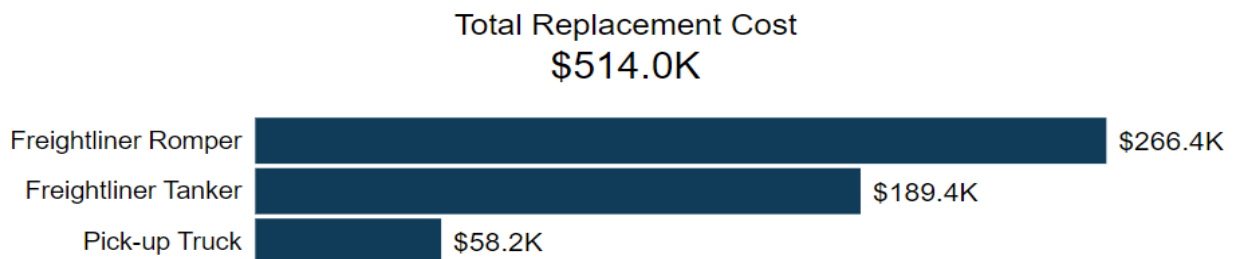 Total Replacement Cost
$514.0K
Freightliner Romper $266.4K
Freightliner Tanker $189.4K
Pick-up Truck $58.2K